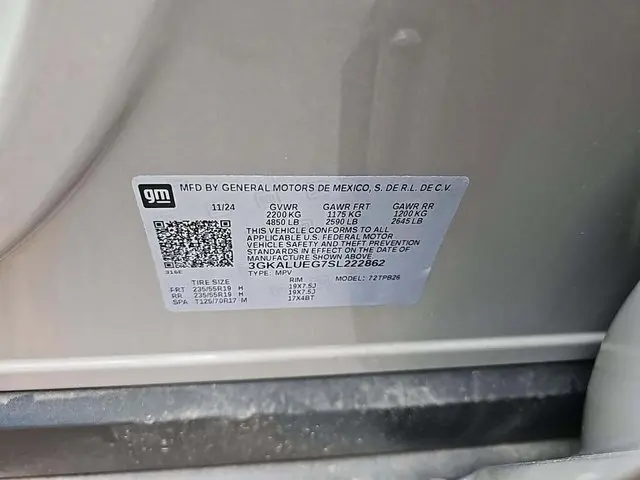 gm
MFD BY GENERAL MOTORS DE MEXICO, S. DE R.L. DE C.V.
11/24 GVWR GAWR FRT GAWR RR
2200 KG 1175 KG 1200 KG
4850 LB 2590 LB 2645 LB
THIS VEHICLE CONFORMS TO ALL
APPLICABLE U.S. FEDERAL MOTOR
VEHICLE SAFETY AND THEFT PREVENTION
STANDARDS IN EFFECT ON THE DATE OF
MANUFACTURE SHOWN ABOVE.
3GKALUEG7SL222862
TYPE: MPV MODEL: 72TPB26
TIRE SIZE RIM
FRT 235/55R19 H 19X7.5J
RR 235/55R19 H 19X7.5J
SPA T125/70R17 M 17X4BT